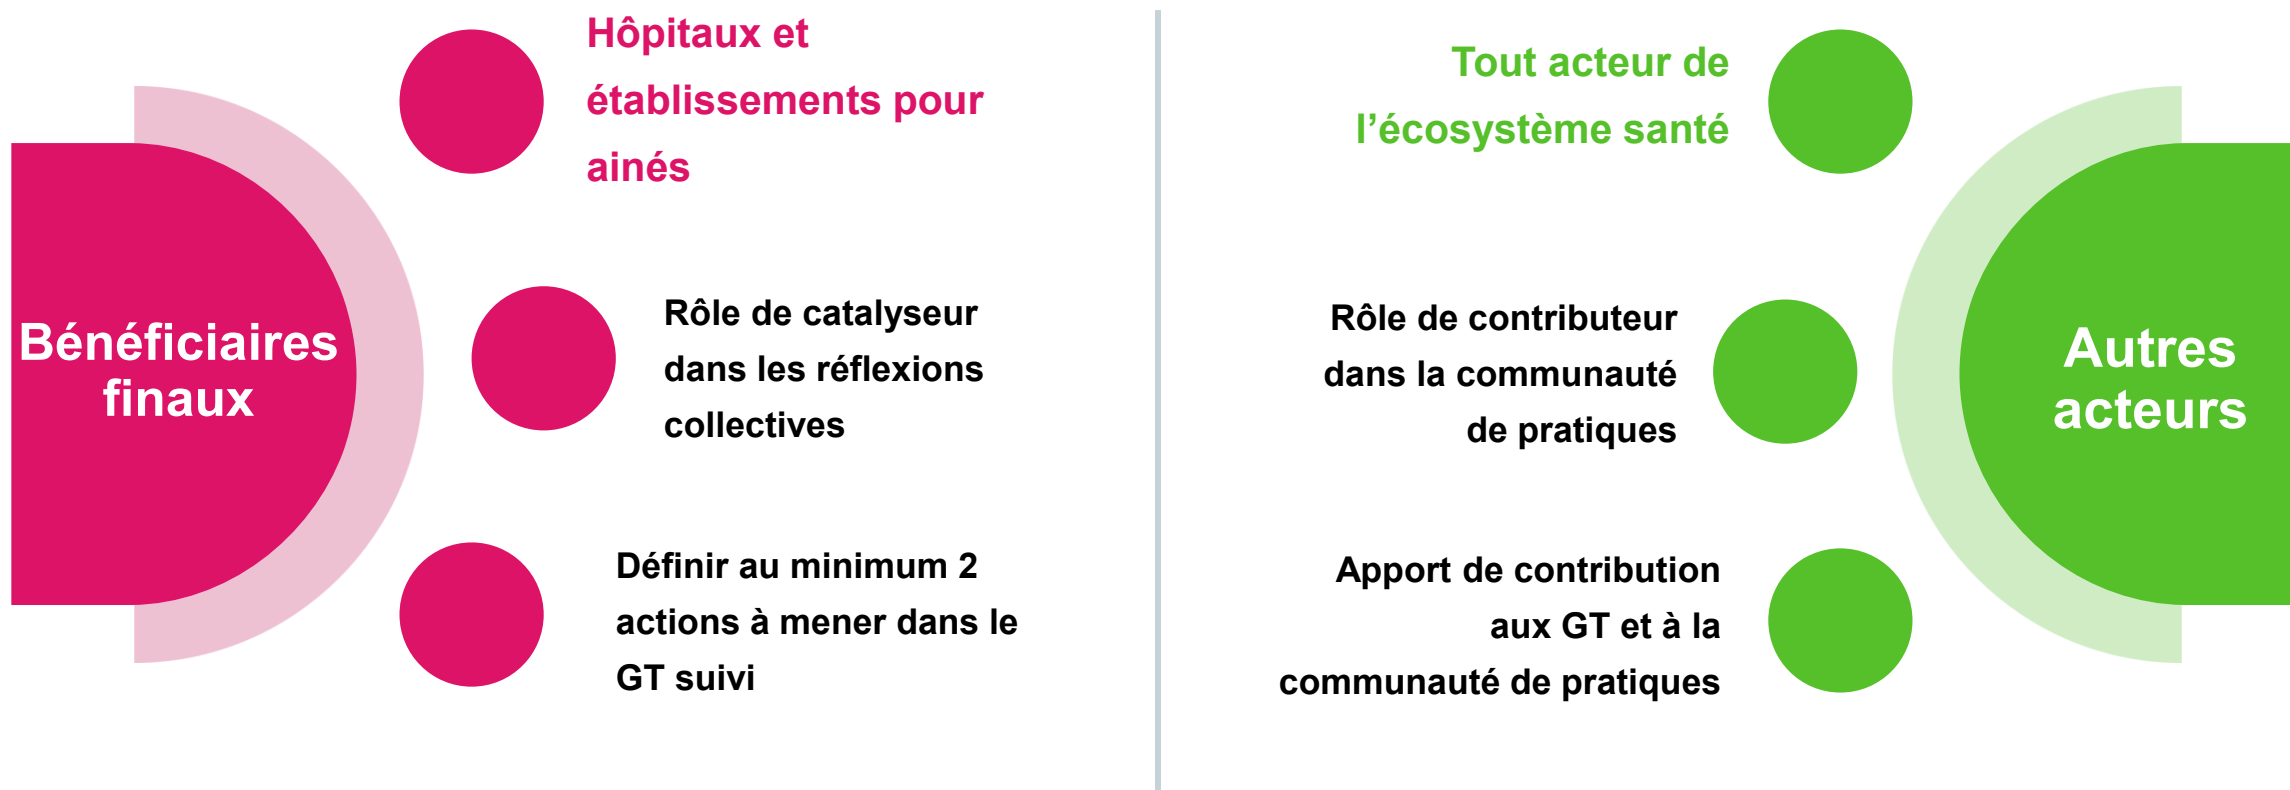 Bénéficiaires
finaux
Hôpitaux et
établissements pour
ainés
Rôle de catalyseur
dans les réflexions
collectives
Définir au minimum 2
actions à mener dans le
GT suivi
Tout acteur de
l’écosystème santé
Rôle de contributeur
dans la communauté
de pratiques
Apport de contribution
aux GT et à la
communauté de pratiques
Autres
acteurs